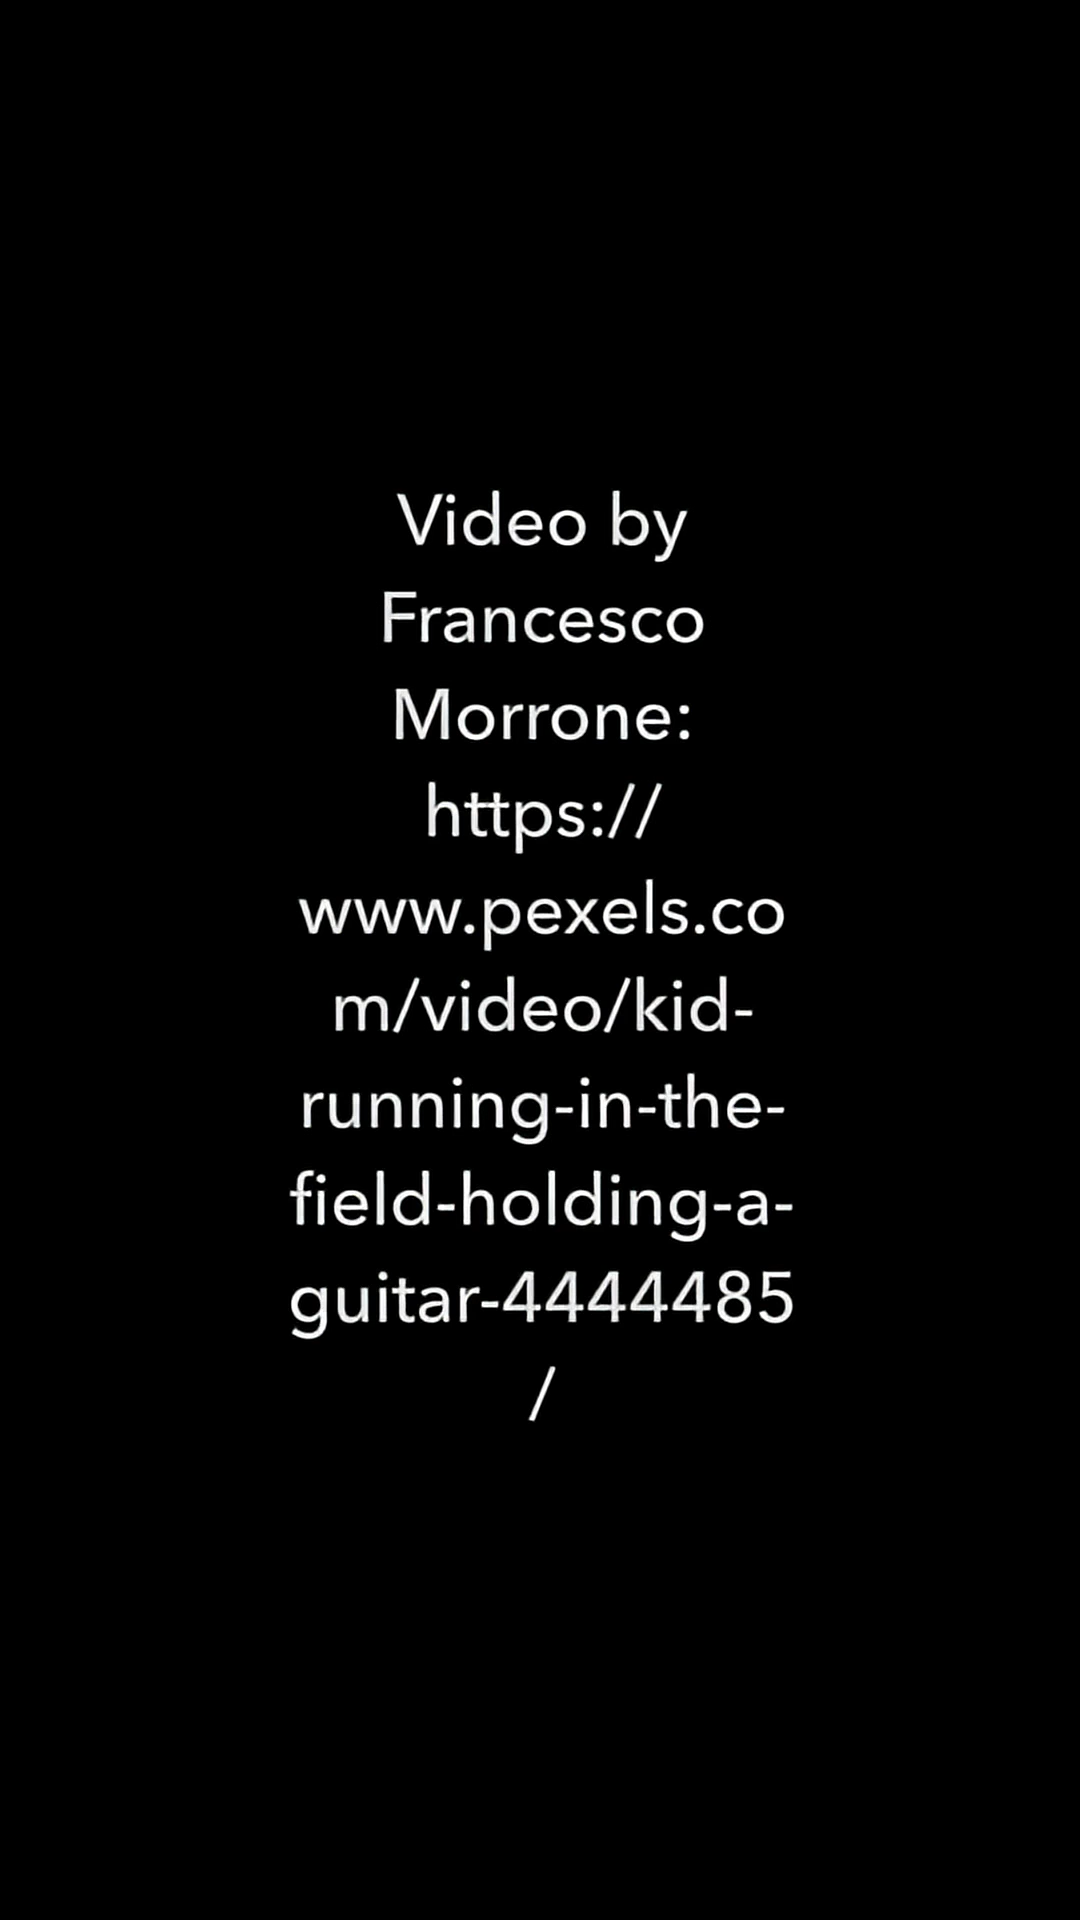 Video by
Francesco
Morrone:
https://
www.pexels.co
m/video/kid-
running-in-the-
field-holding-a-
guitar-4444485
/